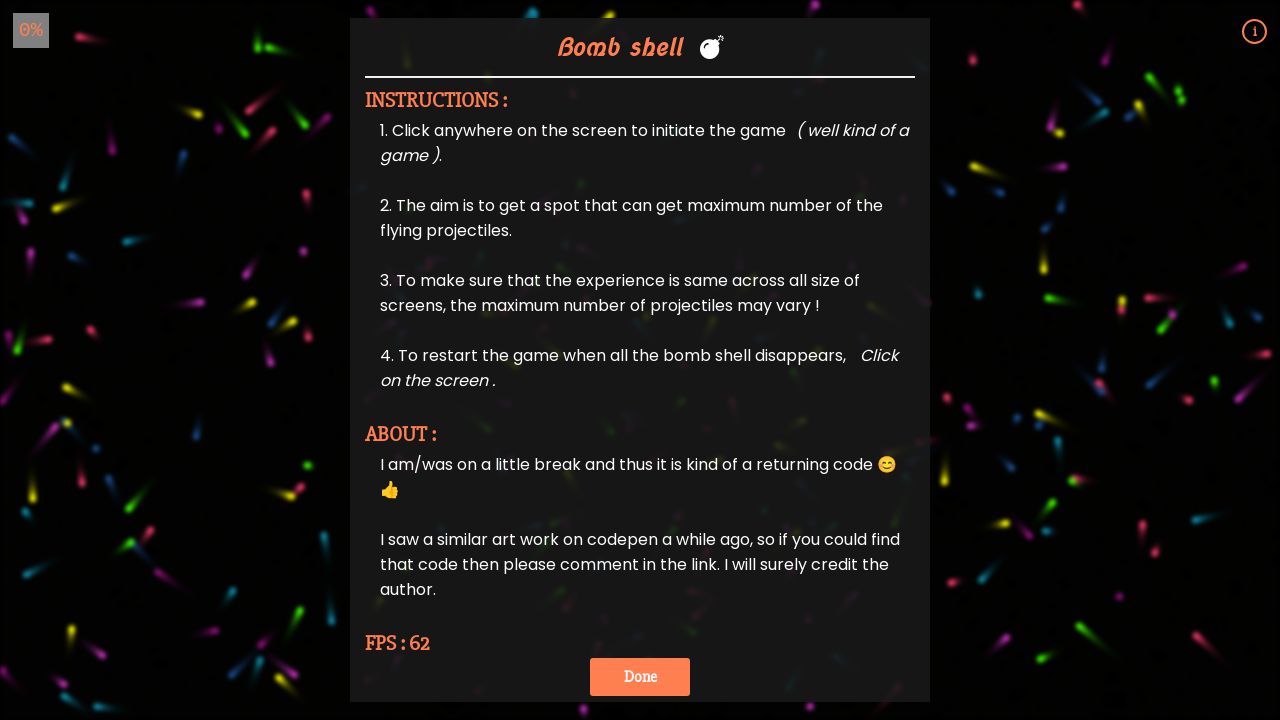 0%
i
Bomb shell 💣
INSTRUCTIONS :
1. Click anywhere on the screen to initiate the game ( well kind of a
game ).
2. The aim is to get a spot that can get maximum number of the
flying projectiles.
3. To make sure that the experience is same across all size of
screens, the maximum number of projectiles may vary !
4. To restart the game when all the bomb shell disappears, Click
on the screen .
ABOUT :
I am/was on a little break and thus it is kind of a returning code 😊
👍
I saw a similar art work on codepen a while ago, so if you could find
that code then please comment in the link. I will surely credit the
author.
FPS : 62
Done